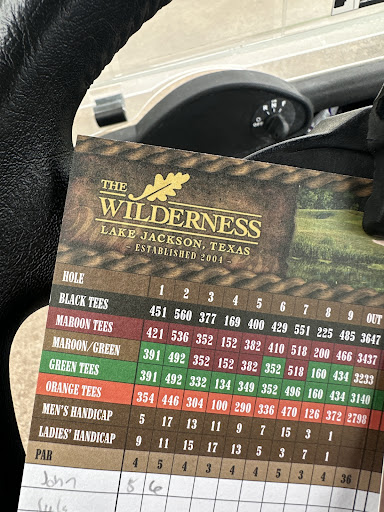 THE
WILDERNESS
LAKE JACKSON, TEXAS
- ESTABLISHED 2004 -
HOLE 1 2 3 4 5 6 7 8 9 OUT
BLACK TEES 451 560 377 169 400 429 551 225 485 3647
MAROON TEES 421 536 352 152 382 410 518 200 466 3437
MAROON/GREEN 391 492 352 152 382 352 518 160 434 3233
GREEN TEES 391 492 332 134 349 352 496 160 434 3140
ORANGE TEES 354 446 304 100 290 336 470 126 372 2798
MEN'S HANDICAP 5 17 13 11 9 7 15 3 1
LADIES' HANDICAP 9 11 15 17 13 5 3 7 1
PAR 4 5 4 3 4 4 5 3 4 36
John 8 6